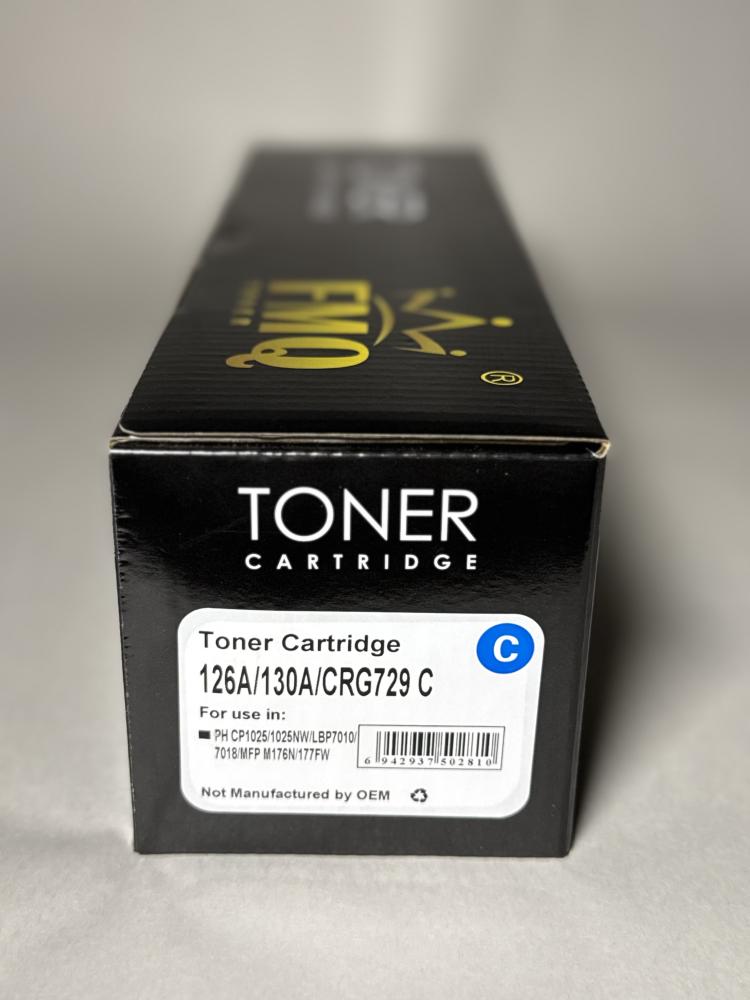 FMQ
TONER
®
TONER
CARTRIDGE
Toner Cartridge
C
126A/130A/CRG729 C
For use in:
PH CP1025/1025NW/LBP7010/
7018/MFP M176N/177FW
6 942937 502810
Not Manufactured by OEM